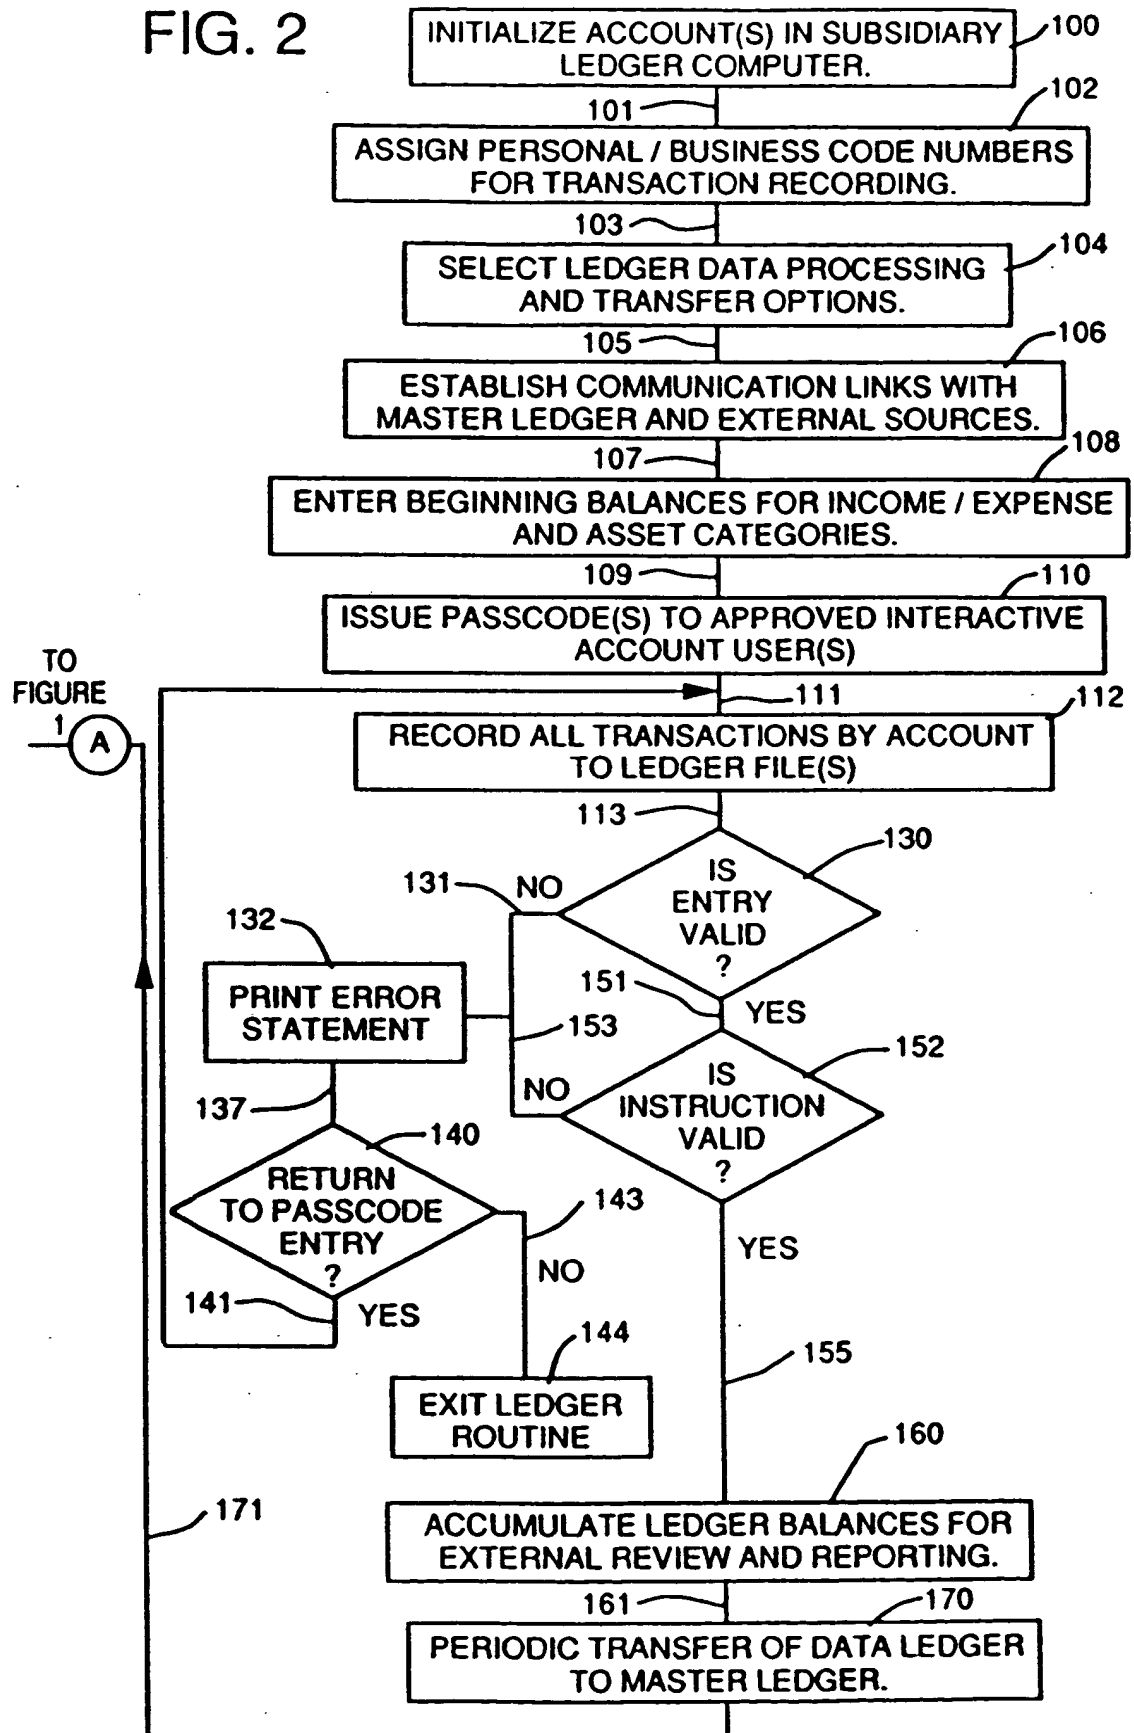 FIG. 2
INITIALIZE ACCOUNT(S) IN SUBSIDIARY
LEDGER COMPUTER.
100
101
102
ASSIGN PERSONAL / BUSINESS CODE NUMBERS
FOR TRANSACTION RECORDING.
103
104
SELECT LEDGER DATA PROCESSING
AND TRANSFER OPTIONS.
105
106
ESTABLISH COMMUNICATION LINKS WITH
MASTER LEDGER AND EXTERNAL SOURCES.
107
108
ENTER BEGINNING BALANCES FOR INCOME / EXPENSE
AND ASSET CATEGORIES.
109
110
ISSUE PASSCODE(S) TO APPROVED INTERACTIVE
ACCOUNT USER(S)
TO
FIGURE
1
A
111
112
RECORD ALL TRANSACTIONS BY ACCOUNT
TO LEDGER FILE(S)
113
130
IS
ENTRY
VALID
?
131
NO
132
PRINT ERROR
STATEMENT
151
YES
153
152
IS
INSTRUCTION
VALID
?
NO
137
140
RETURN
TO PASSCODE
ENTRY
?
143
NO
YES
141
YES
144
EXIT LEDGER
ROUTINE
155
160
ACCUMULATE LEDGER BALANCES FOR
EXTERNAL REVIEW AND REPORTING.
171
161
170
PERIODIC TRANSFER OF DATA LEDGER
TO MASTER LEDGER.